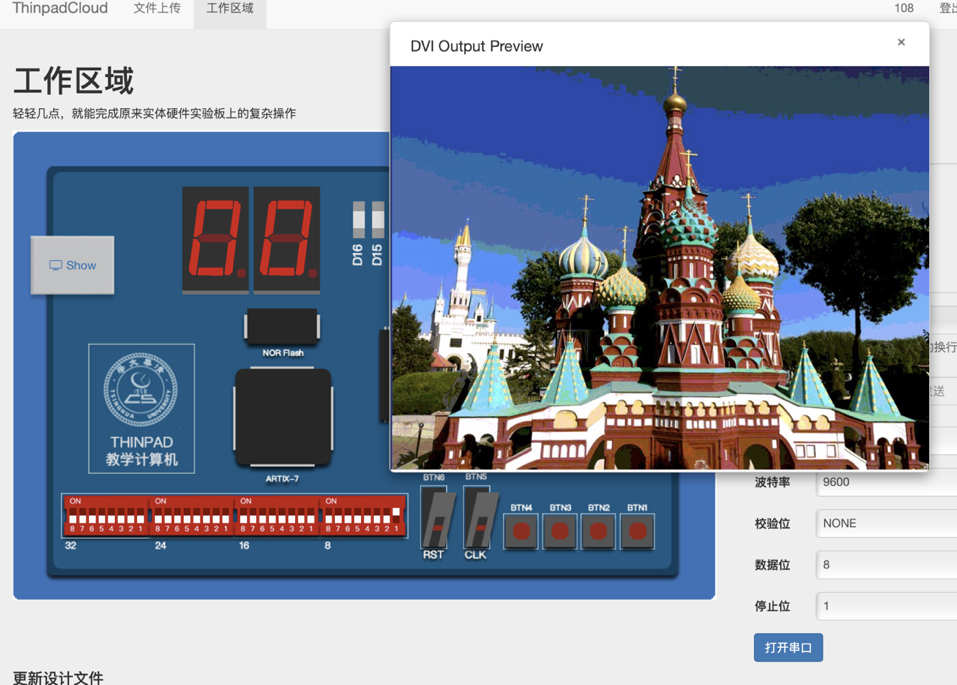 ThinpadCloud 文件上传 工作区域 108 登出
DVI Output Preview ×
工作区域
轻轻几点，就能完成原来实体硬件实验板上的复杂操作
Show
D16
D15
NOR Flash
THINPAD
教学计算机
ARTIX-7
ON ON ON ON
8 7 6 5 4 3 2 1 8 7 6 5 4 3 2 1 8 7 6 5 4 3 2 1 8 7 6 5 4 3 2 1
32 24 16 8
BTN6 BTN5
RST CLK
BTN4 BTN3 BTN2 BTN1
换行
送
波特率 9600
校验位 NONE
数据位 8
停止位 1
打开串口
更新设计文件